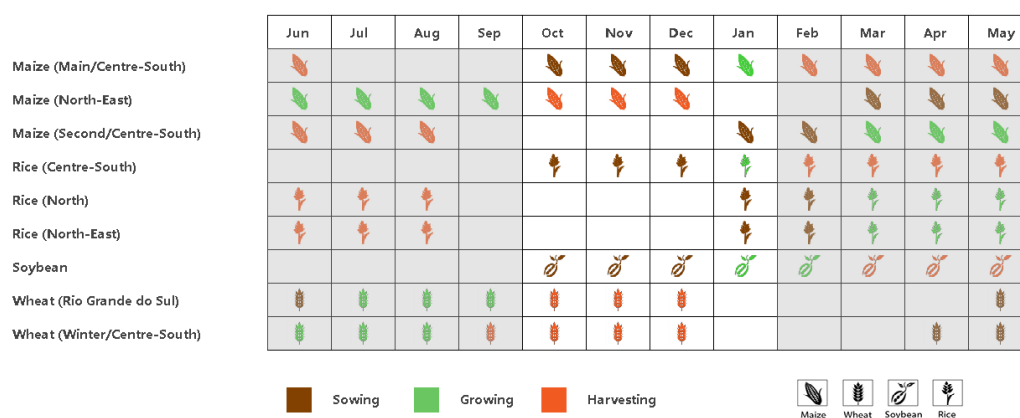 Jun Jul Aug Sep Oct Nov Dec Jan Feb Mar Apr May
Maize (Main/Centre-South)
Maize (North-East)
Maize (Second/Centre-South)
Rice (Centre-South)
Rice (North)
Rice (North-East)
Soybean
Wheat (Rio Grande do Sul)
Wheat (Winter/Centre-South)
Sowing Growing Harvesting
Maize Wheat Soybean Rice